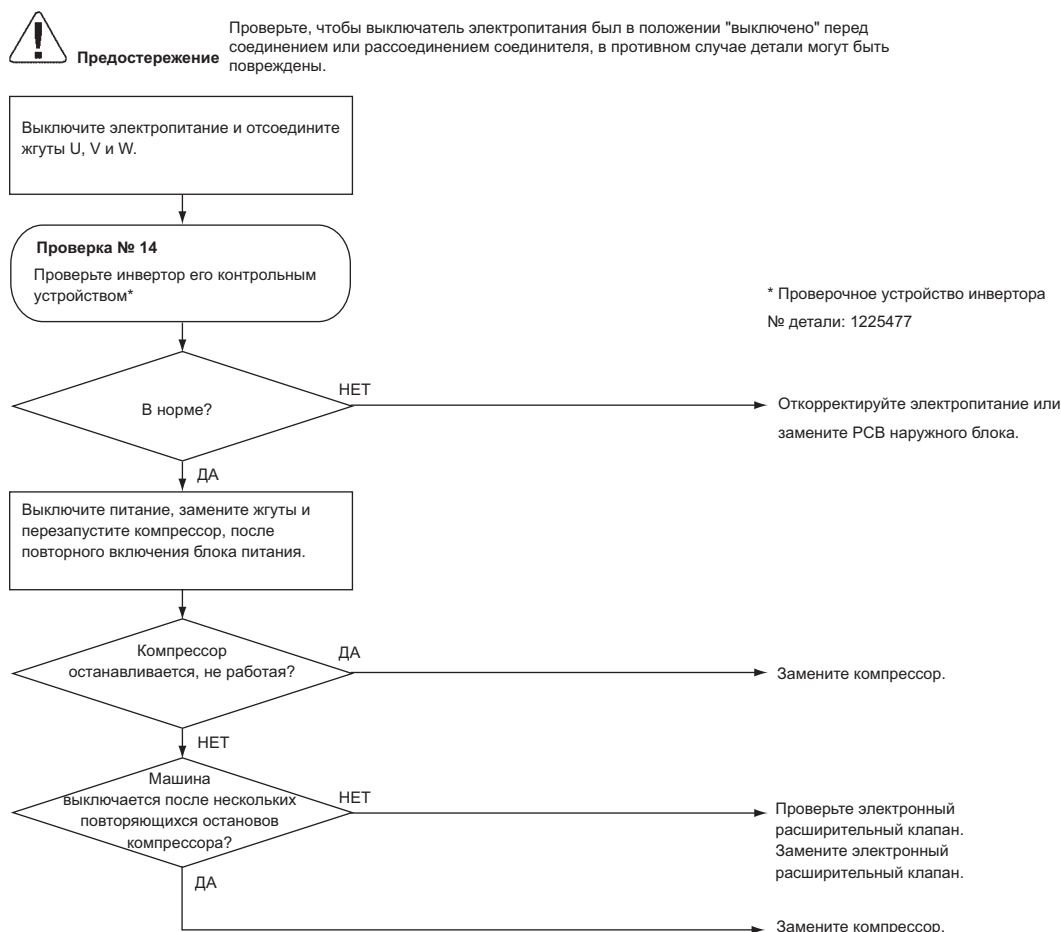 Проверьте, чтобы выключатель электропитания был в положении "выключено" перед
соединением или рассоединением соединителя, в противном случае детали могут быть
повреждены.
Предостережение
Выключите электропитание и отсоедините
жгуты U, V и W.
Проверка № 14
Проверьте инвертор его контрольным
устройством*
* Проверочное устройство инвертора
№ детали: 1225477
В норме?
НЕТ
Откорректируйте электропитание или
замените PCB наружного блока.
ДА
Выключите питание, замените жгуты и
перезапустите компрессор, после
повторного включения блока питания.
Компрессор
останавливается, не работая?
ДА
Замените компрессор.
НЕТ
Машина
выключается после нескольких
повторяющихся остановов
компрессора?
НЕТ
Проверьте электронный
расширительный клапан.
Замените электронный
расширительный клапан.
ДА
Замените компрессор.